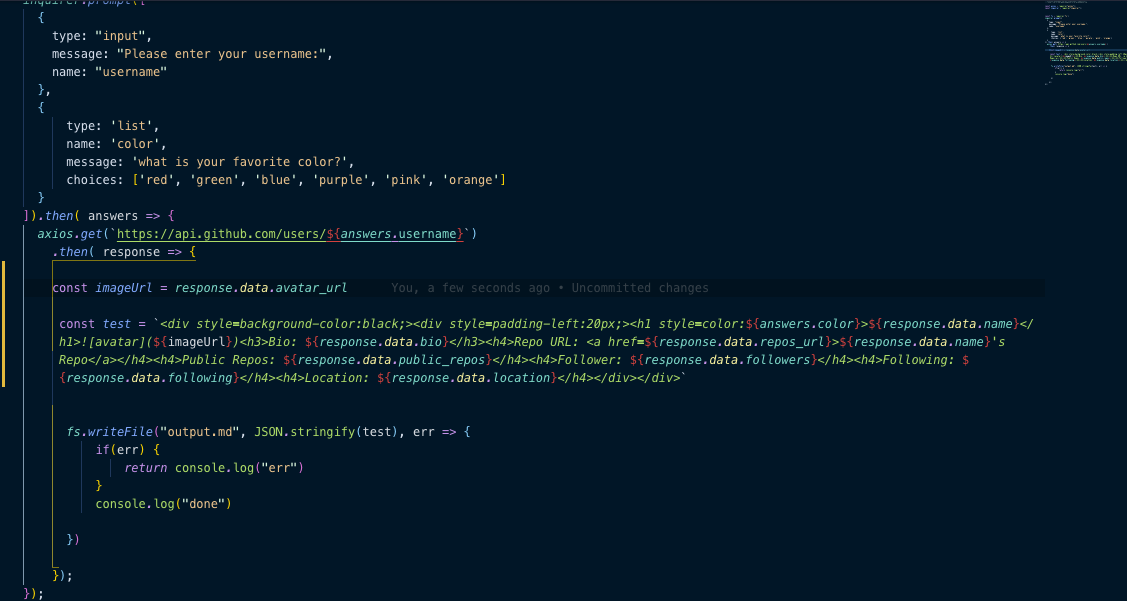 inquirer.prompt([
{
type: "input",
message: "Please enter your username:",
name: "username"
},
{
type: 'list',
name: 'color',
message: 'what is your favorite color?',
choices: ['red', 'green', 'blue', 'purple', 'pink', 'orange']
}
]).then( answers => {
axios.get(`https://api.github.com/users/${answers.username}`)
.then( response => {
const imageUrl = response.data.avatar_url You, a few seconds ago • Uncommitted changes
const test = `<div style=background-color:black;><div style=padding-left:20px;><h1 style=color:${answers.color}>${response.data.name}</
h1>![avatar](${imageUrl})<h3>Bio: ${response.data.bio}</h3><h4>Repo URL: <a href=${response.data.repos_url}>${response.data.name}'s
Repo</a></h4><h4>Public Repos: ${response.data.public_repos}</h4><h4>Follower: ${response.data.followers}</h4><h4>Following: $
{response.data.following}</h4><h4>Location: ${response.data.location}</h4></div></div>`
fs.writeFile("output.md", JSON.stringify(test), err => {
if(err) {
return console.log("err")
}
console.log("done")
})
});
});